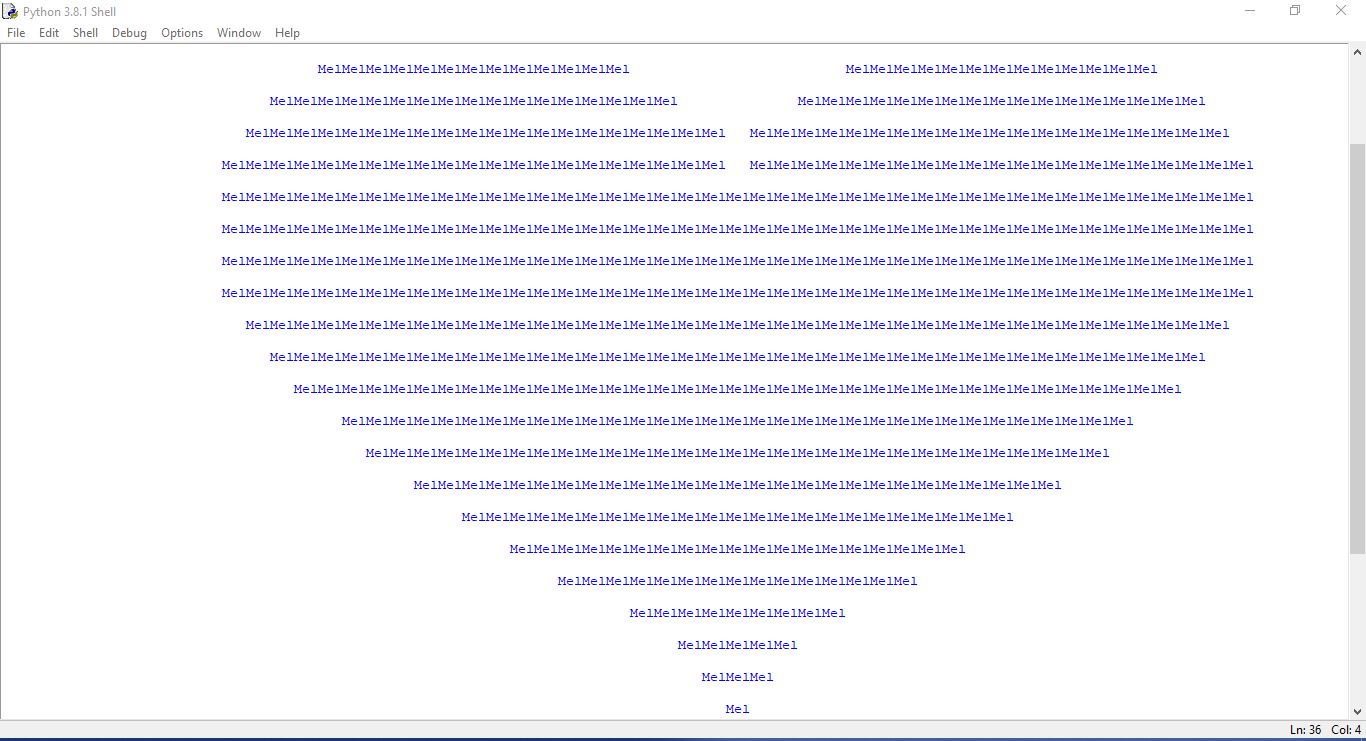 Python 3.8.1 Shell
File Edit Shell Debug Options Window Help
MelMelMelMelMelMelMelMelMelMelMelMelMel MelMelMelMelMelMelMelMelMelMelMelMelMel
MelMelMelMelMelMelMelMelMelMelMelMelMelMelMelMelMel MelMelMelMelMelMelMelMelMelMelMelMelMelMelMelMelMel
MelMelMelMelMelMelMelMelMelMelMelMelMelMelMelMelMelMelMelMel MelMelMelMelMelMelMelMelMelMelMelMelMelMelMelMelMelMelMelMel
MelMelMelMelMelMelMelMelMelMelMelMelMelMelMelMelMelMelMelMelMel MelMelMelMelMelMelMelMelMelMelMelMelMelMelMelMelMelMelMelMelMel
MelMelMelMelMelMelMelMelMelMelMelMelMelMelMelMelMelMelMelMelMelMelMelMelMelMelMelMelMelMelMelMelMelMelMelMelMelMelMelMelMelMelMel
MelMelMelMelMelMelMelMelMelMelMelMelMelMelMelMelMelMelMelMelMelMelMelMelMelMelMelMelMelMelMelMelMelMelMelMelMelMelMelMelMelMelMel
MelMelMelMelMelMelMelMelMelMelMelMelMelMelMelMelMelMelMelMelMelMelMelMelMelMelMelMelMelMelMelMelMelMelMelMelMelMelMelMelMelMelMel
MelMelMelMelMelMelMelMelMelMelMelMelMelMelMelMelMelMelMelMelMelMelMelMelMelMelMelMelMelMelMelMelMelMelMelMelMelMelMelMelMelMelMel
MelMelMelMelMelMelMelMelMelMelMelMelMelMelMelMelMelMelMelMelMelMelMelMelMelMelMelMelMelMelMelMelMelMelMelMelMelMelMelMelMel
MelMelMelMelMelMelMelMelMelMelMelMelMelMelMelMelMelMelMelMelMelMelMelMelMelMelMelMelMelMelMelMelMelMelMelMelMelMelMel
MelMelMelMelMelMelMelMelMelMelMelMelMelMelMelMelMelMelMelMelMelMelMelMelMelMelMelMelMelMelMelMelMelMelMelMelMel
MelMelMelMelMelMelMelMelMelMelMelMelMelMelMelMelMelMelMelMelMelMelMelMelMelMelMelMelMelMelMelMelMel
MelMelMelMelMelMelMelMelMelMelMelMelMelMelMelMelMelMelMelMelMelMelMelMelMelMelMelMelMelMelMel
MelMelMelMelMelMelMelMelMelMelMelMelMelMelMelMelMelMelMelMelMelMelMelMelMelMelMel
MelMelMelMelMelMelMelMelMelMelMelMelMelMelMelMelMelMelMelMelMelMelMel
MelMelMelMelMelMelMelMelMelMelMelMelMelMelMelMelMelMelMel
MelMelMelMelMelMelMelMelMelMelMelMelMelMelMel
MelMelMelMelMelMelMelMelMel
MelMelMelMelMel
MelMelMel
Mel
Ln: 36 Col: 4